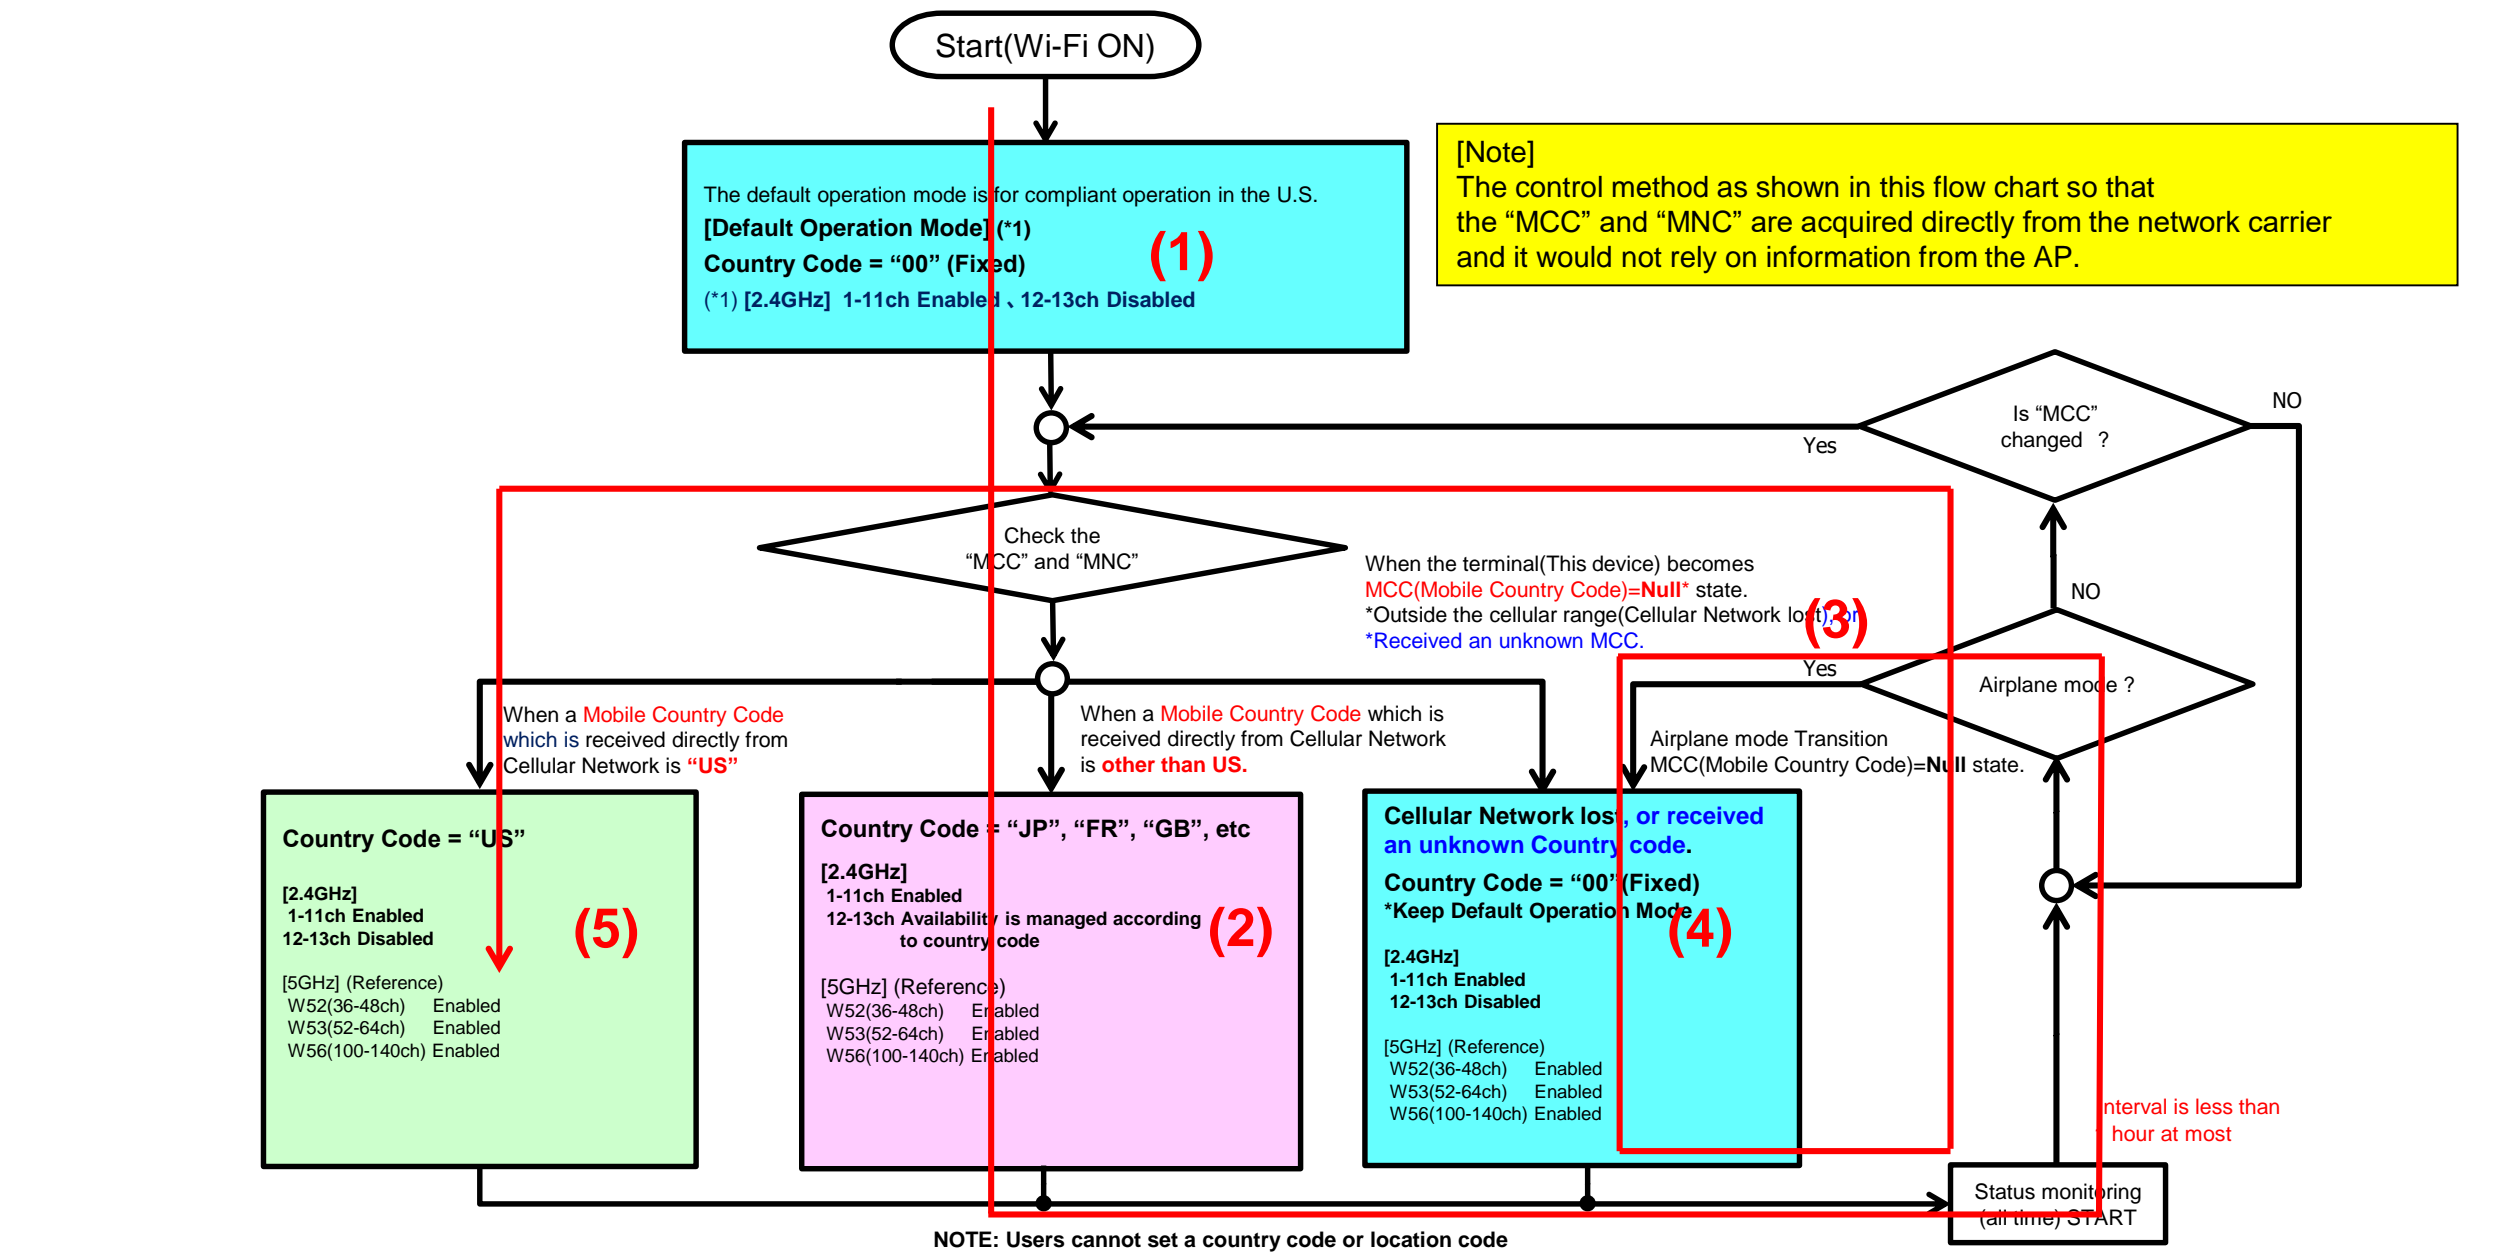 Start(Wi-Fi ON)
The default operation mode is for compliant operation in the U.S.
[Default Operation Mode] (*1)
Country Code = “00” (Fixed)
(*1) [2.4GHz]  1-11ch Enabled 、12-13ch Disabled
(1)
[Note]
The control method as shown in this flow chart so that
the “MCC” and “MNC” are acquired directly from the network carrier
and it would not rely on information from the AP.
Is “MCC”
changed ?
NO
Yes
Check the
“MCC” and “MNC”
When the terminal(This device) becomes
MCC(Mobile Country Code)=Null* state.
*Outside the cellular range(Cellular Network lost), or
*Received an unknown MCC.
(3)
NO
Yes
Airplane mode ?
When a Mobile Country Code
which is received directly from
Cellular Network is “US”
When a Mobile Country Code which is
received directly from Cellular Network
is other than US.
Airplane mode Transition
MCC(Mobile Country Code)=Null state.
Country Code = “US”
[2.4GHz]
1-11ch Enabled
12-13ch Disabled
(5)
[5GHz] (Reference)
W52(36-48ch) Enabled
W53(52-64ch) Enabled
W56(100-140ch) Enabled
Country Code = “JP”, “FR”, “GB”, etc
[2.4GHz]
1-11ch Enabled
12-13ch Availability is managed according
to country code
(2)
[5GHz] (Reference)
W52(36-48ch) Enabled
W53(52-64ch) Enabled
W56(100-140ch) Enabled
Cellular Network lost, or received
an unknown Country code.
Country Code = “00”(Fixed)
*Keep Default Operation Mode
(4)
[2.4GHz]
1-11ch Enabled
12-13ch Disabled
[5GHz] (Reference)
W52(36-48ch) Enabled
W53(52-64ch) Enabled
W56(100-140ch) Enabled
Interval is less than
hour at most
Status monitoring
(all time) START
NOTE: Users cannot set a country code or location code